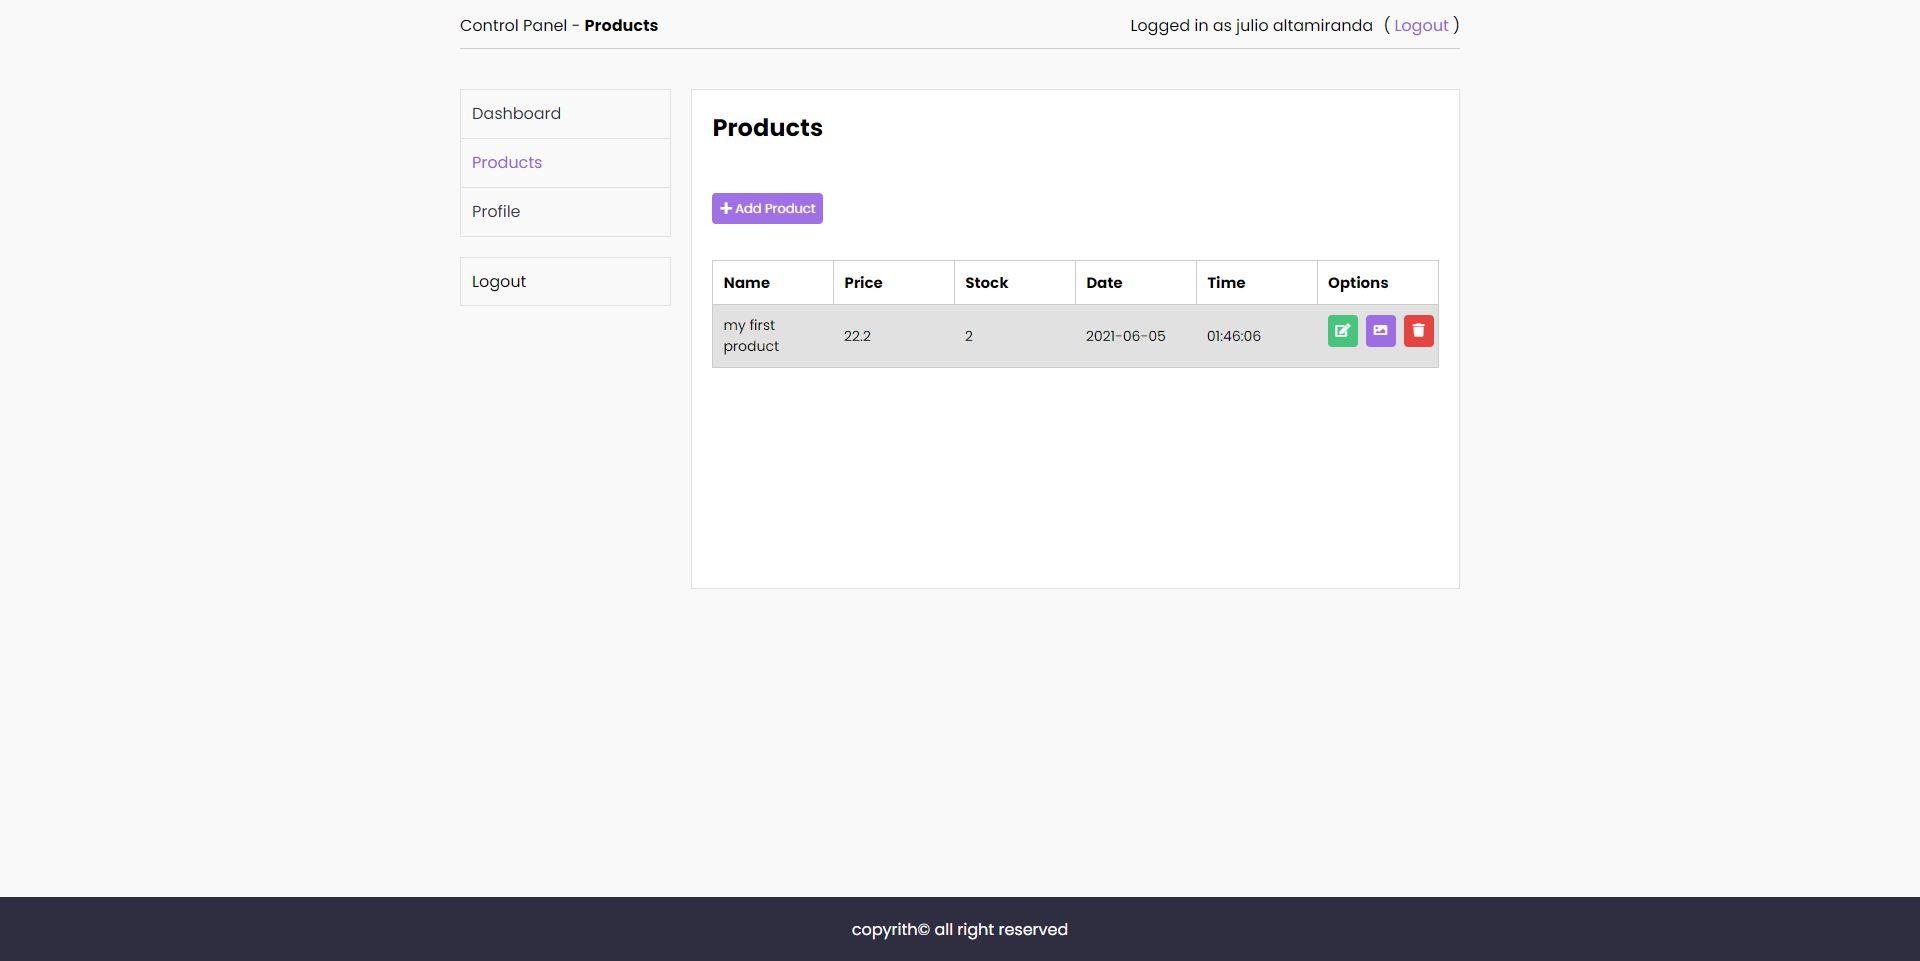 Control Panel - Products
Logged in as julio altamiranda ( Logout )
Dashboard
Products
Profile
Logout
Products
Add Product
Name Price Stock Date Time Options
my first
product
22.2 2 2021-06-05 01:46:06
copyrith© all right reserved